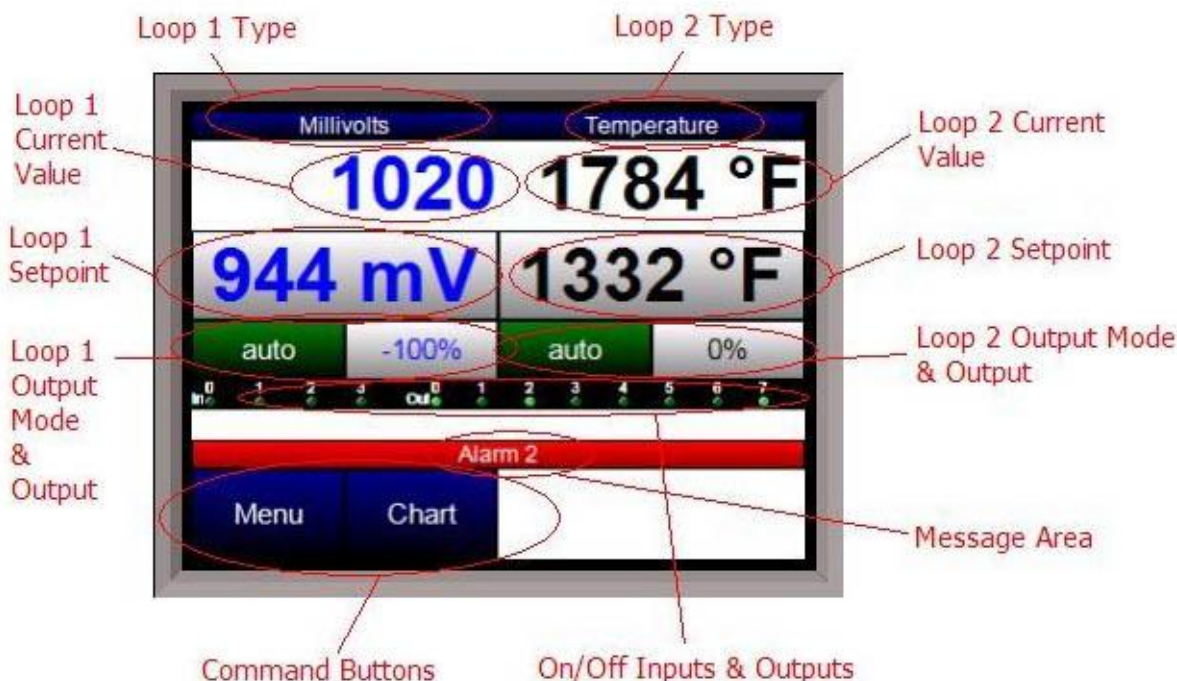 Loop 1 Type
Loop 2 Type
Loop 1
Current
Value
Millivolts
Temperature
Loop 2 Current
Value
1020
1784 °F
Loop 1
Setpoint
944 mV
1332 °F
Loop 2 Setpoint
Loop 1
Output
Mode
&
Output
auto
-100%
auto
0%
Loop 2 Output Mode
& Output
0 1 2 3 0 1 2 3 4 5 6 7
In Out
Alarm 2
Menu
Chart
Message Area
Command Buttons
On/Off Inputs & Outputs